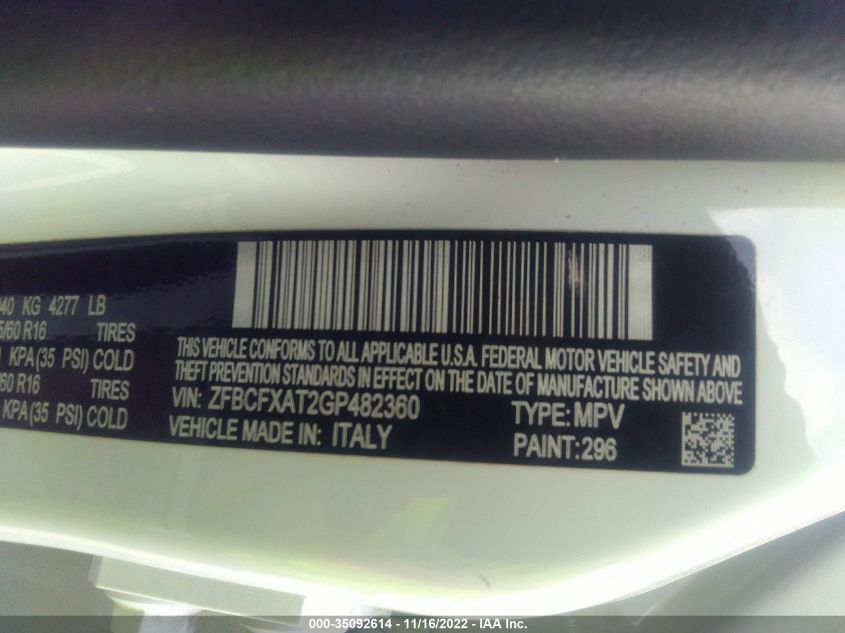 40 KG 4277 LB
5/60 R16 TIRES
KPA(35 PSI) COLD
60 R16 TIRES
KPA(35 PSI) COLD
THIS VEHICLE CONFORMS TO ALL APPLICABLE U.S.A. FEDERAL MOTOR VEHICLE SAFETY AND
THEFT PREVENTION STANDARDS IN EFFECT ON THE DATE OF MANUFACTURE SHOWN ABOVE.
VIN: ZFBCFXAT2GP482360 TYPE: MPV
VEHICLE MADE IN: ITALY PAINT:296
000-35092614 - 11/16/2022 - IAA Inc.